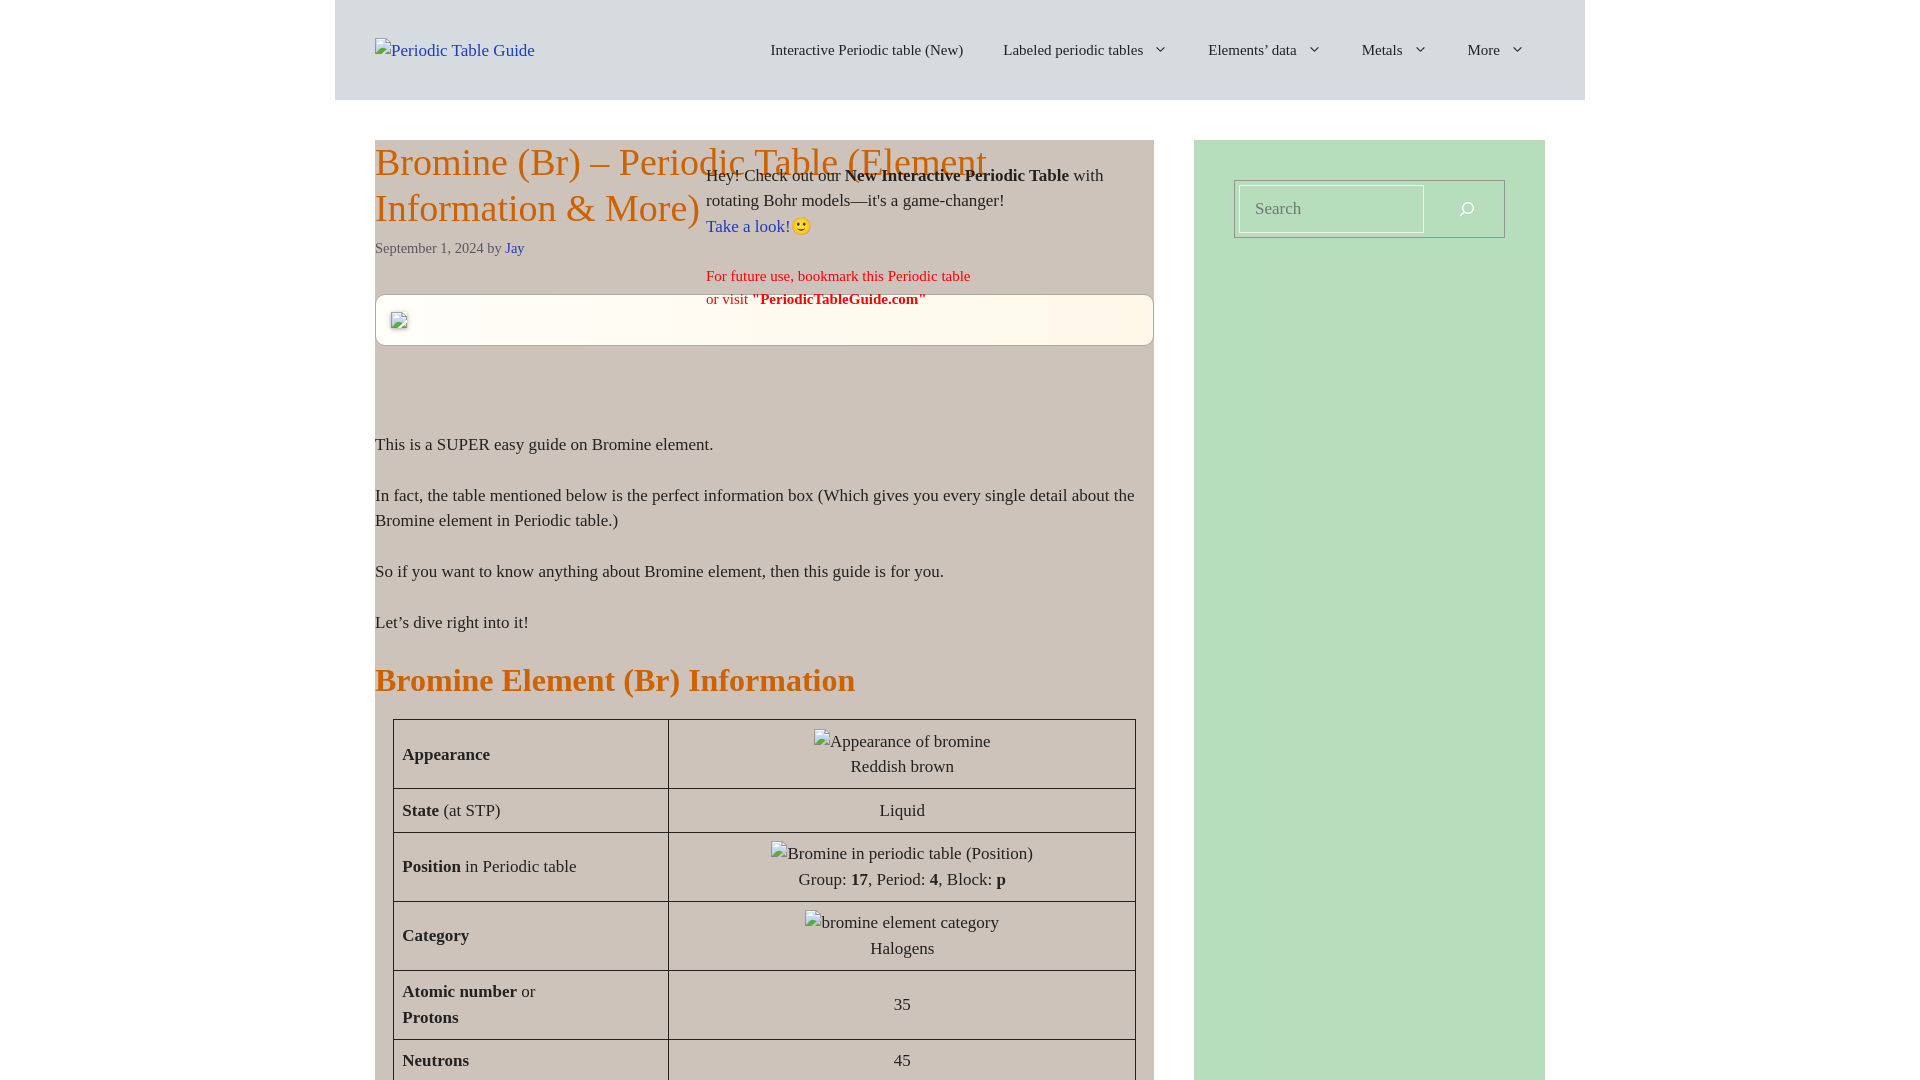 Periodic Table Guide
Interactive Periodic table (New)
Labeled periodic tables
Elements’ data
Metals
More
Bromine (Br) – Periodic Table (Element
Information & More)
September 1, 2024 by Jay
Hey! Check out our New Interactive Periodic Table with
rotating Bohr models—it's a game-changer!
Take a look!🙂
For future use, bookmark this Periodic table
or visit "PeriodicTableGuide.com"
Search
This is a SUPER easy guide on Bromine element.
In fact, the table mentioned below is the perfect information box (Which gives you every single detail about the
Bromine element in Periodic table.)
So if you want to know anything about Bromine element, then this guide is for you.
Let’s dive right into it!
Bromine Element (Br) Information
Appearance
Appearance of bromine
Reddish brown
State (at STP)
Liquid
Position in Periodic table
Bromine in periodic table (Position)
Group: 17, Period: 4, Block: p
Category
bromine element category
Halogens
Atomic number or
Protons
35
Neutrons
45